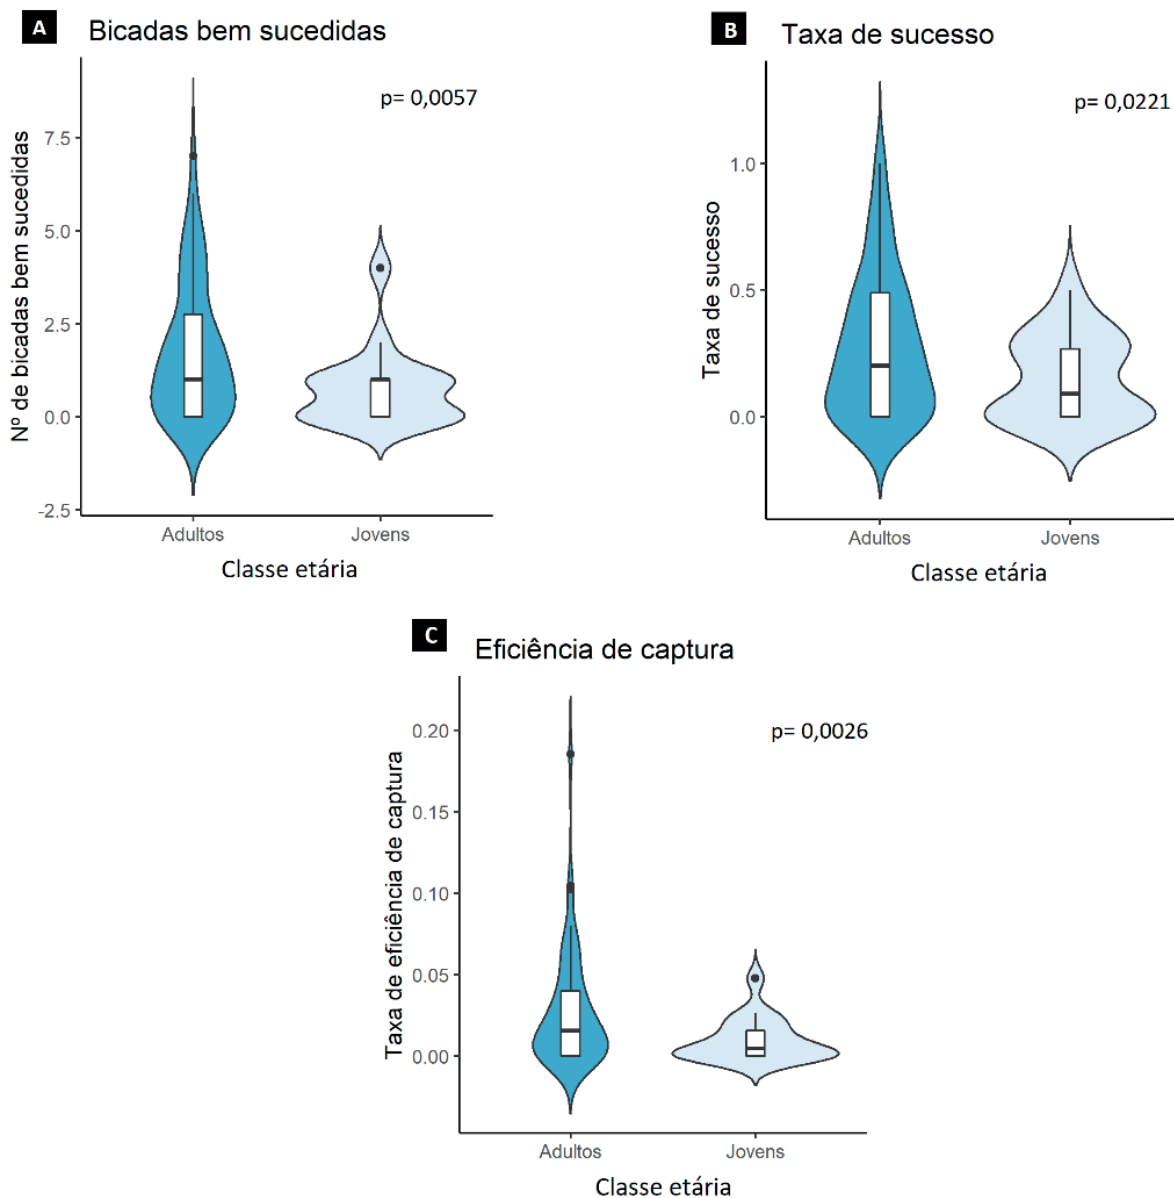 A Bicadas bem sucedidas
p= 0,0057
Nº de bicadas bem sucedidas
7.5
5.0
2.5
0.0
-2.5
Adultos Jovens
Classe etária
B Taxa de sucesso
p= 0,0221
Taxa de sucesso
1.0
0.5
0.0
Adultos Jovens
Classe etária
C Eficiência de captura
p= 0,0026
Taxa de eficiência de captura
0.20
0.15
0.10
0.05
0.00
Adultos Jovens
Classe etária